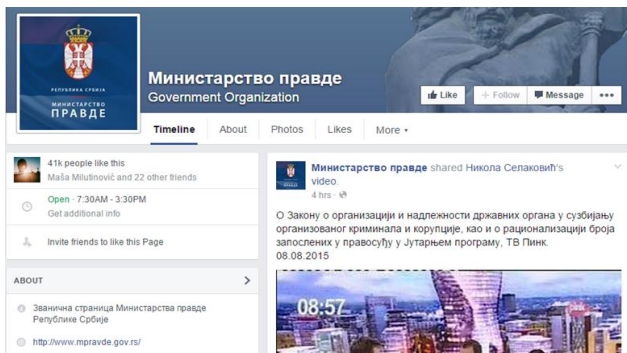 РЕПУБЛИКА СРБИЈА
МИНИСТАРСТВО
ПРАВДЕ
Министарство правде
Government Organization
Like
+ Follow
Message
Timeline
About
Photos
Likes
More
41k people like this
Maša Milutinović and 22 other friends
Open · 7:30AM - 3:30PM
Get additional info
Invite friends to like this Page
ABOUT
Званична страница Министарства правде
Републике Србије
http://www.mpravde.gov.rs/
Министарство правде shared Никола Селаковић's
video.
4 hrs ·
О Закону о организацији и надлежности државних органа у сузбијању
организованог криминала и корупције, као и о рационализацији броја
запослених у правосуђу у Јутарњем програму, ТВ Пинк.
08.08.2015
08:57